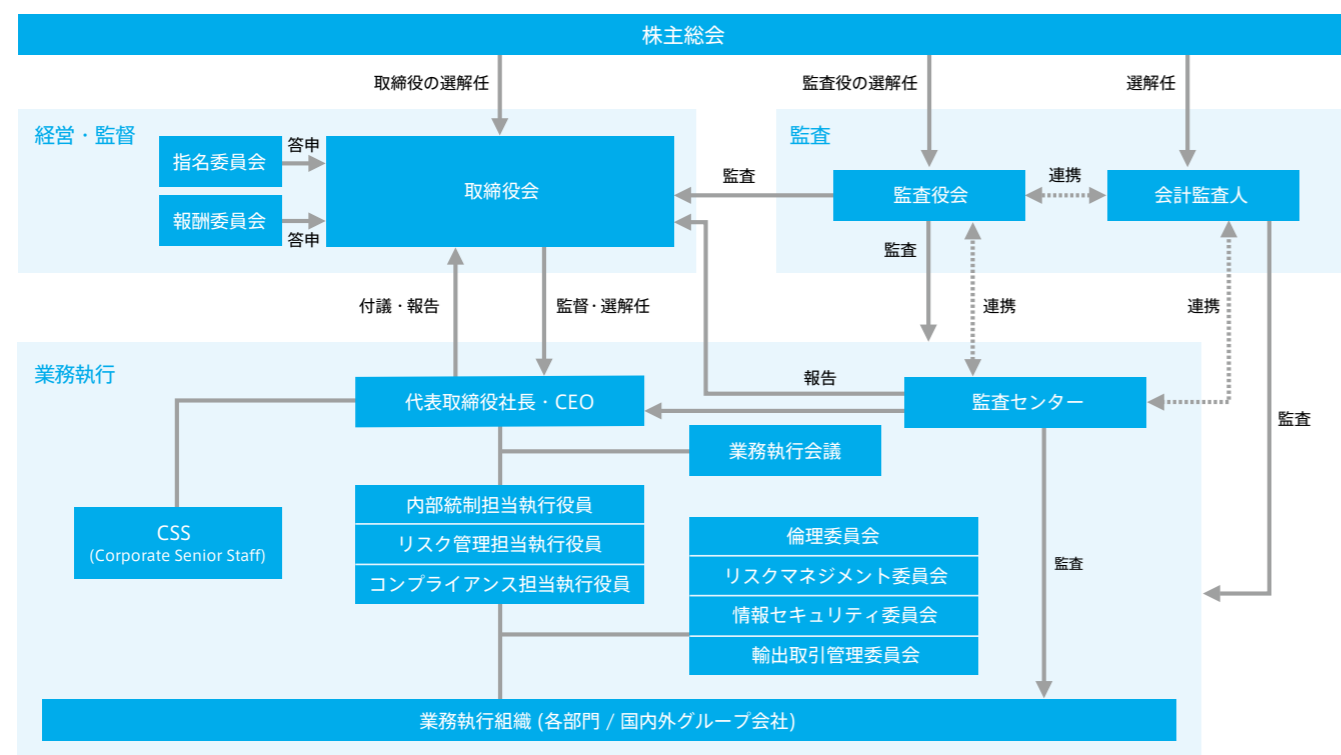 株主総会
取締役の選解任
監査役の選解任
選解任
経営・監督
監査
指名委員会
答申
取締役会
報酬委員会
答申
監査
監査役会
連携
会計監査人
監査
付議・報告
監督・選解任
連携
連携
業務執行
代表取締役社長・CEO
報告
監査センター
監査
業務執行会議
CSS
(Corporate Senior Staff)
内部統制担当執行役員
リスク管理担当執行役員
コンプライアンス担当執行役員
倫理委員会
リスクマネジメント委員会
情報セキュリティ委員会
輸出取引管理委員会
監査
業務執行組織 (各部門 / 国内外グループ会社)